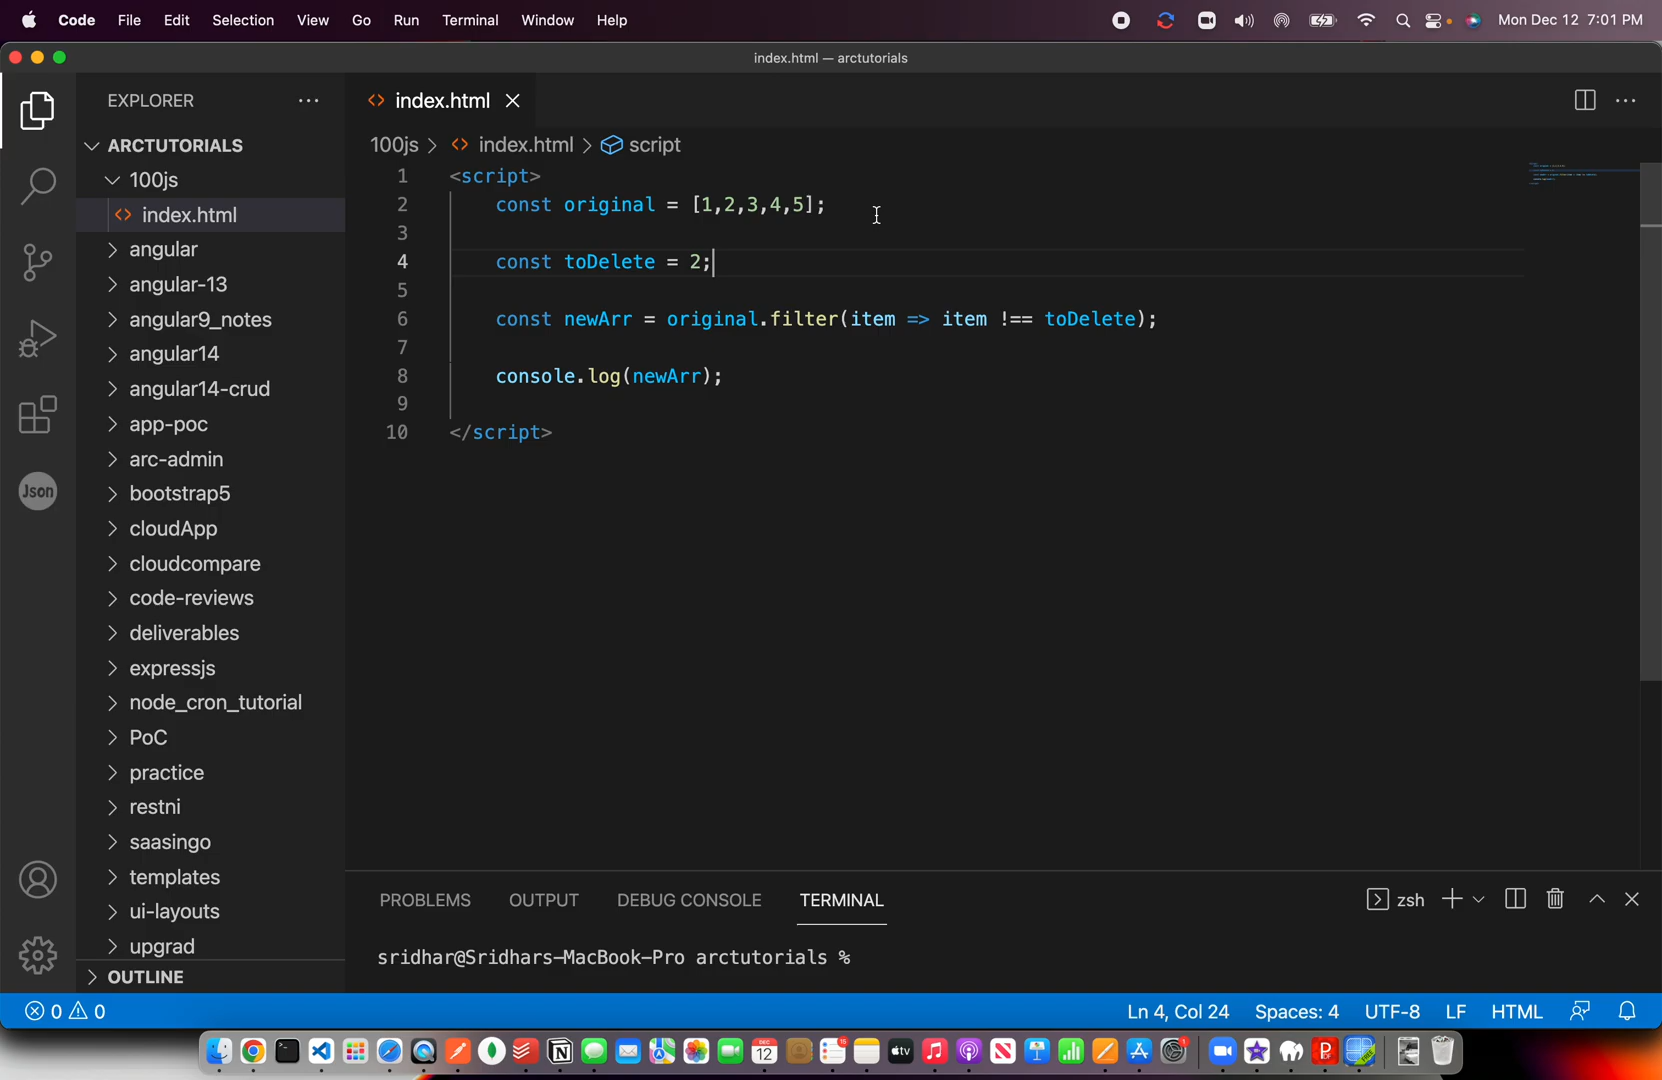 Code File Edit Selection View Go Run Terminal Window Help Mon Dec 12 7:01 PM
index.html — arctutorials
EXPLORER
index.html
ARCTUTORIALS
100js > index.html > script
100js
index.html
angular
angular-13
angular9_notes
angular14
angular14-crud
app-poc
arc-admin
bootstrap5
cloudApp
cloudcompare
code-reviews
deliverables
expressjs
node_cron_tutorial
PoC
practice
restni
saasingo
templates
ui-layouts
upgrad
OUTLINE
Json
1 <script>
2 const original = [1,2,3,4,5];
3
4 const toDelete = 2;
5
6 const newArr = original.filter(item => item !== toDelete);
7
8 console.log(newArr);
9
10 </script>
PROBLEMS OUTPUT DEBUG CONSOLE TERMINAL zsh
sridhar@Sridhars-MacBook-Pro arctutorials %
0 0 Ln 4, Col 24 Spaces: 4 UTF-8 LF HTML